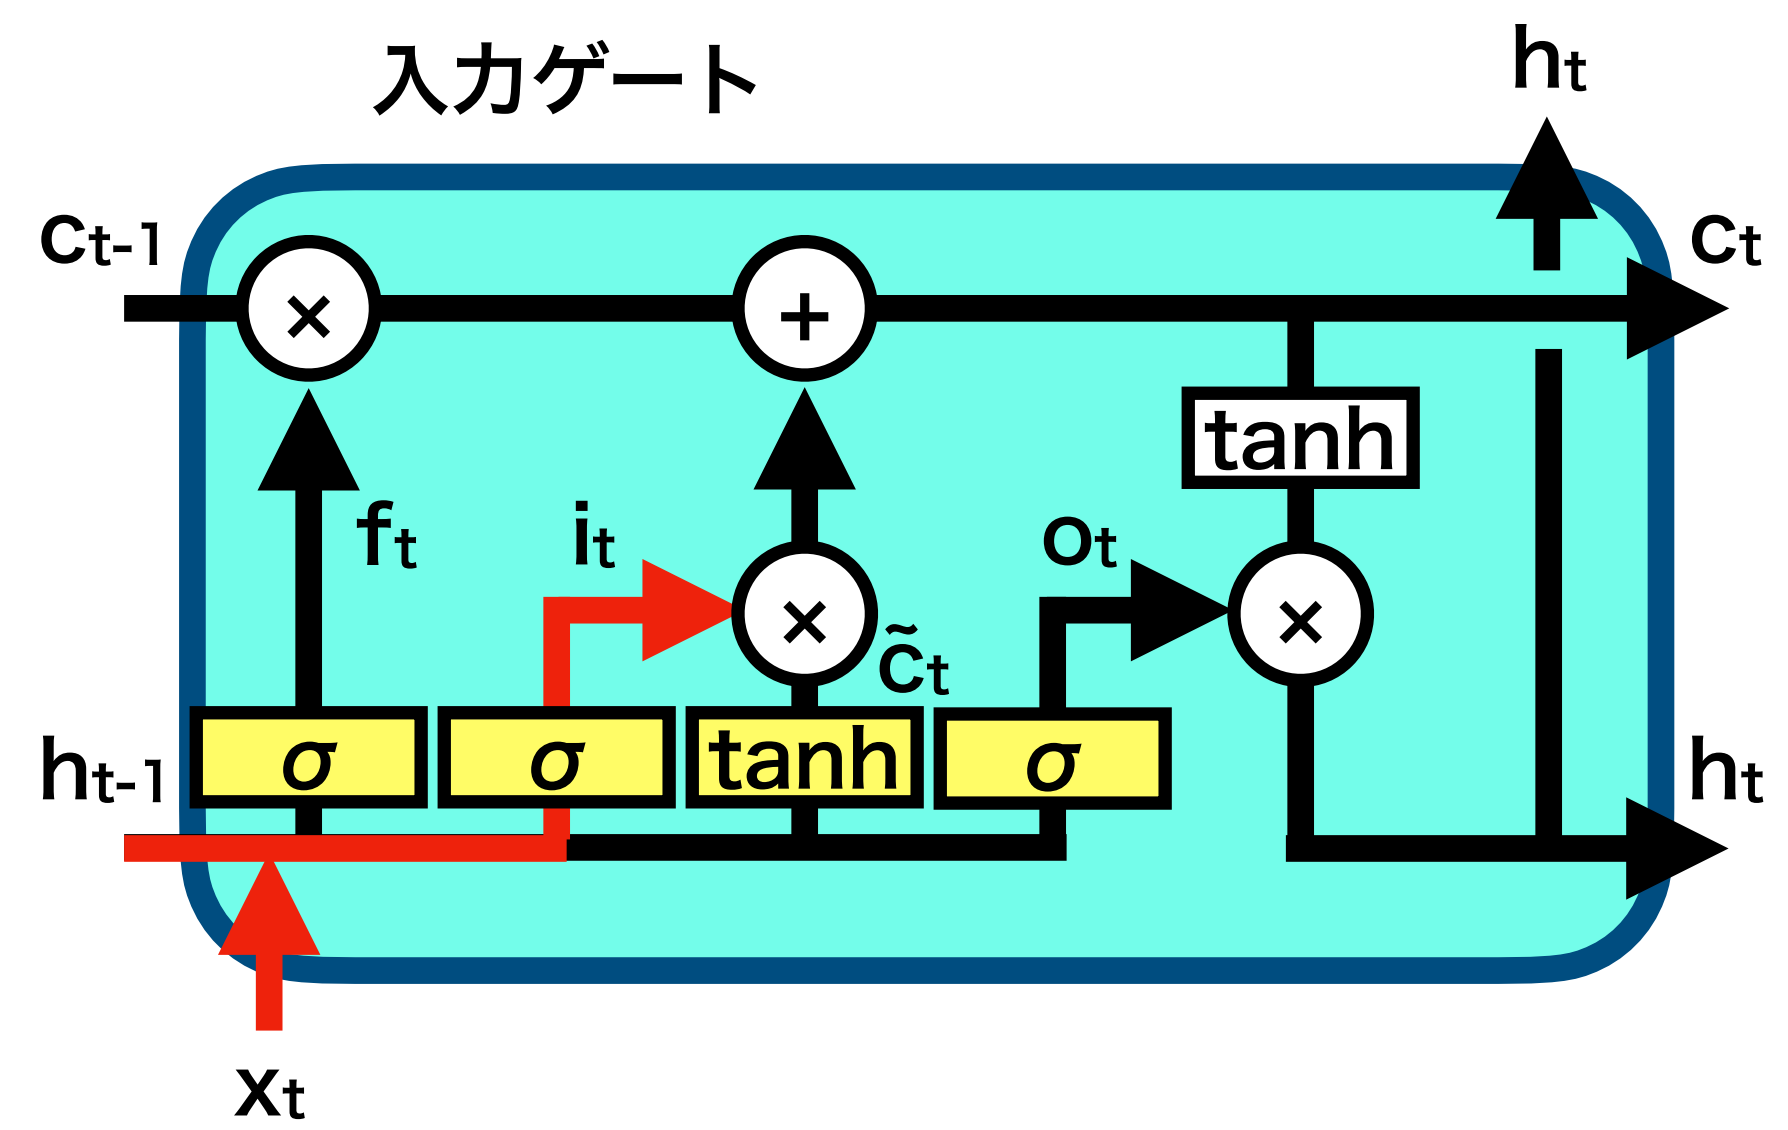 入力ゲート
ht
ct-1
ct
×
+
tanh
ft
it
ot
×
×
c̃t
ht-1
σ
σ
tanh
σ
ht
xt